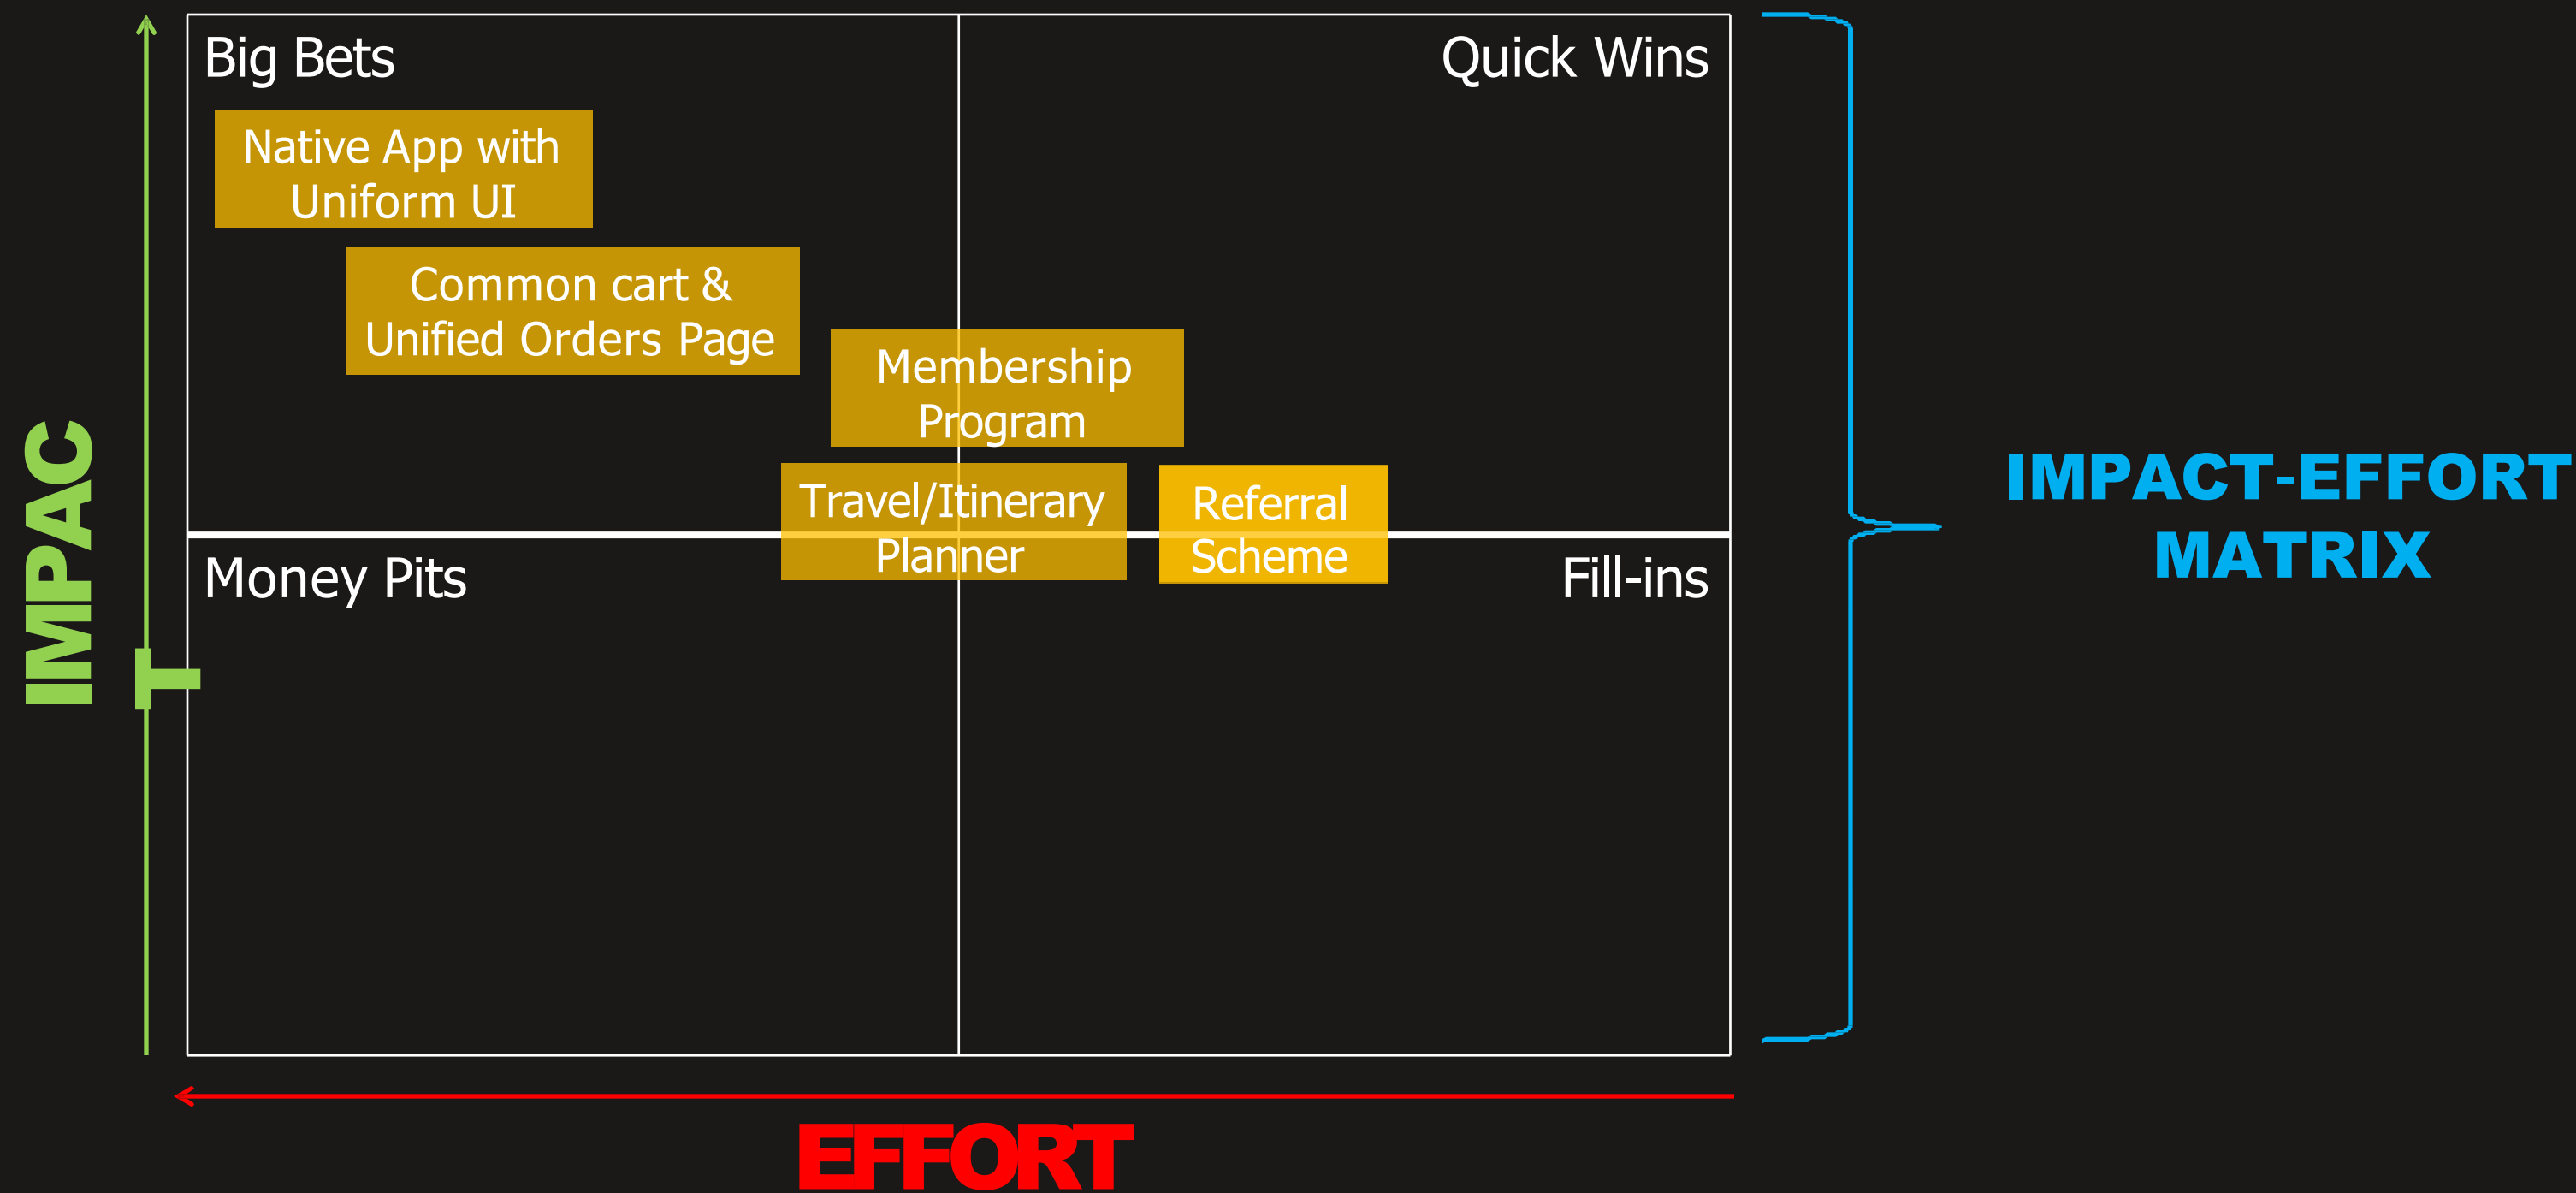 Big Bets
Quick Wins
Native App with
Uniform UI
Common cart &
Unified Orders Page
Membership
Program
Travel/Itinerary
Planner
Referral
Scheme
Money Pits
Fill-ins
IMPAC
T
EFFORT
IMPACT-EFFORT
MATRIX